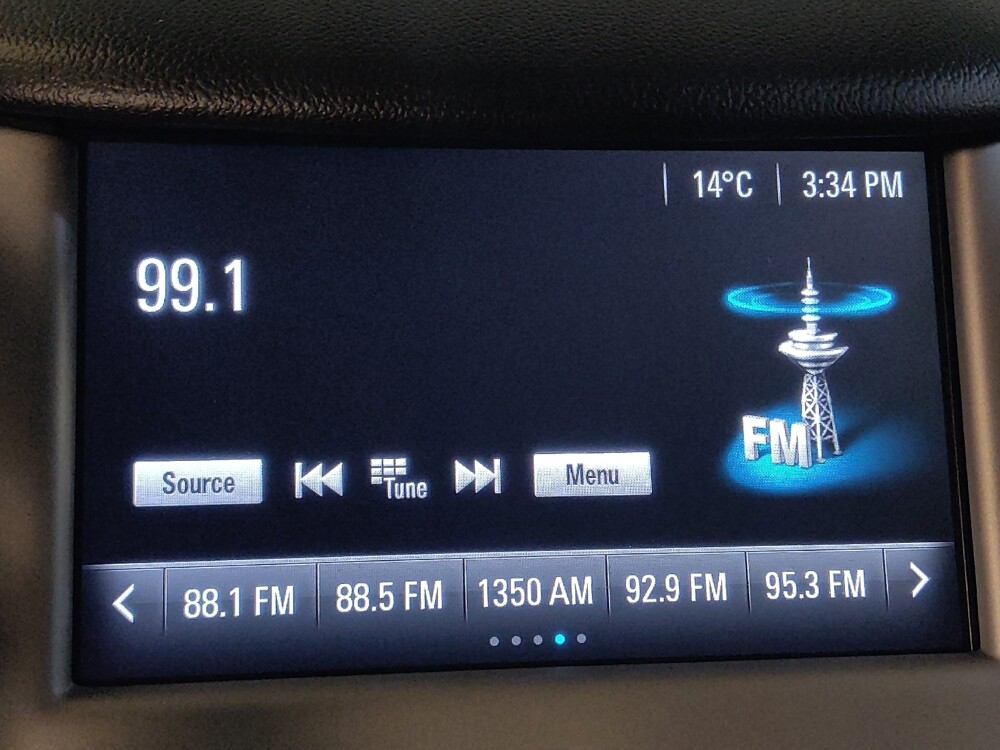 14°C 3:34 PM
99.1
FM
Source Tune Menu
88.1 FM 88.5 FM 1350 AM 92.9 FM 95.3 FM